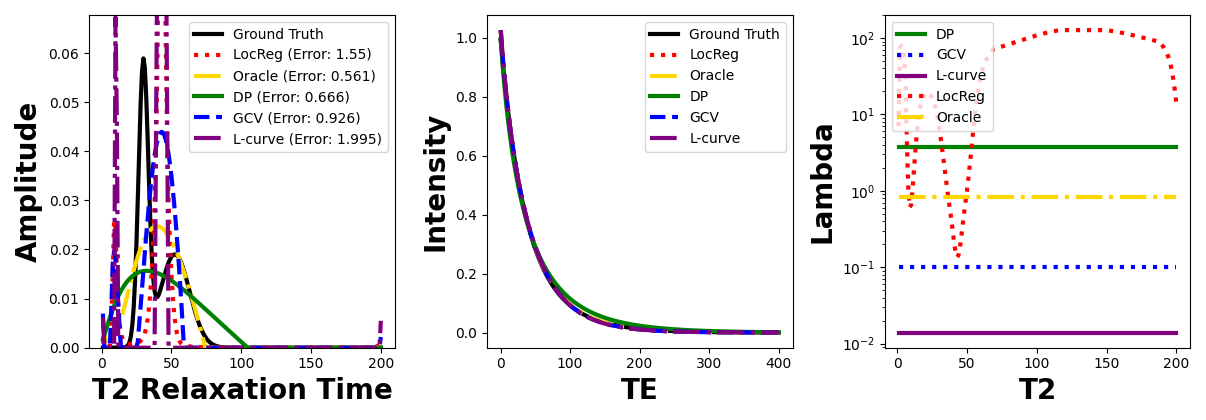 Amplitude
0.00
0.01
0.02
0.03
0.04
0.05
0.06
Ground Truth
LocReg (Error: 1.55)
Oracle (Error: 0.561)
DP (Error: 0.666)
GCV (Error: 0.926)
L-curve (Error: 1.995)
0 50 100 150 200
T2 Relaxation Time
Intensity
0.0
0.2
0.4
0.6
0.8
1.0
Ground Truth
LocReg
Oracle
DP
GCV
L-curve
0 100 200 300 400
TE
Lambda
10⁻²
10⁻¹
10⁰
10¹
10²
DP
GCV
L-curve
LocReg
Oracle
0 50 100 150 200
T2